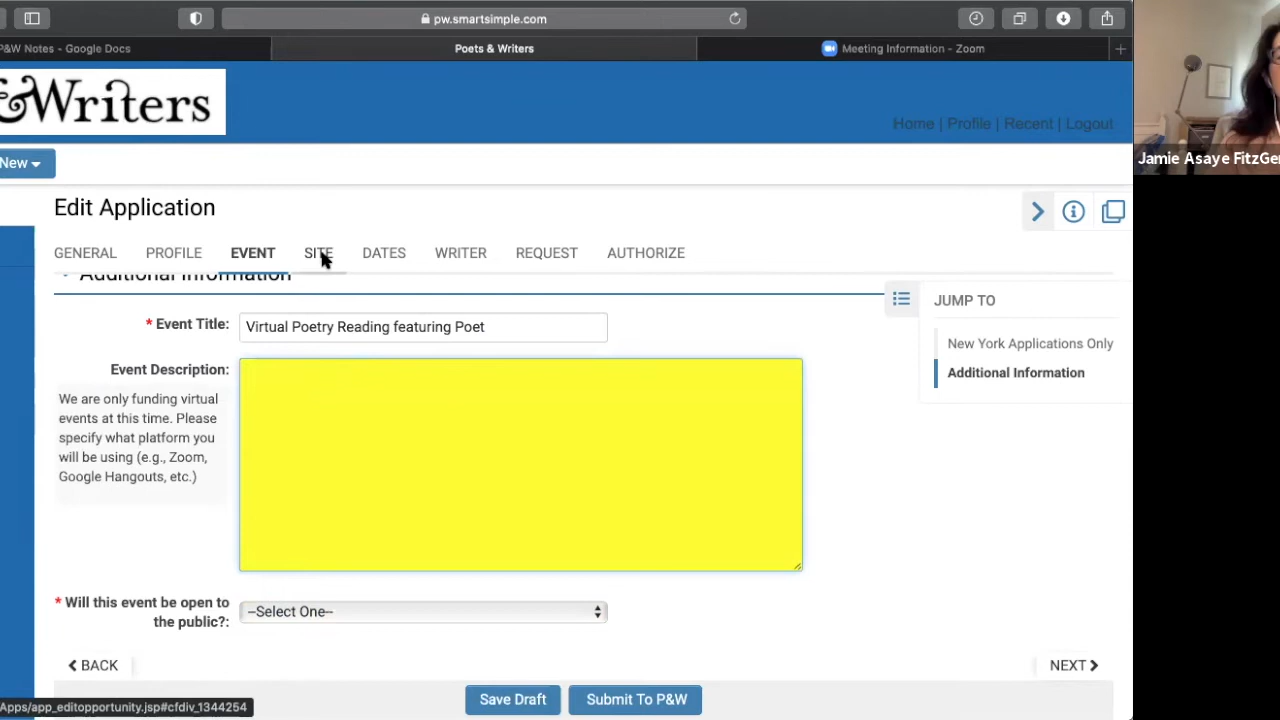 pw.smartsimple.com
P&W Notes - Google Docs
Poets & Writers
Meeting Information - Zoom
&Writers
Home | Profile | Recent | Logout
Jamie Asaye FitzGe
New
Edit Application
GENERAL PROFILE EVENT SITE DATES WRITER REQUEST AUTHORIZE
Additional Information
JUMP TO
* Event Title: Virtual Poetry Reading featuring Poet
New York Applications Only
Event Description:
Additional Information
We are only funding virtual
events at this time. Please
specify what platform you
will be using (e.g., Zoom,
Google Hangouts, etc.)
* Will this event be open to
the public?:
--Select One--
BACK
NEXT
Save Draft
Submit To P&W
Apps/app_editopportunity.jsp#cfdiv_1344254